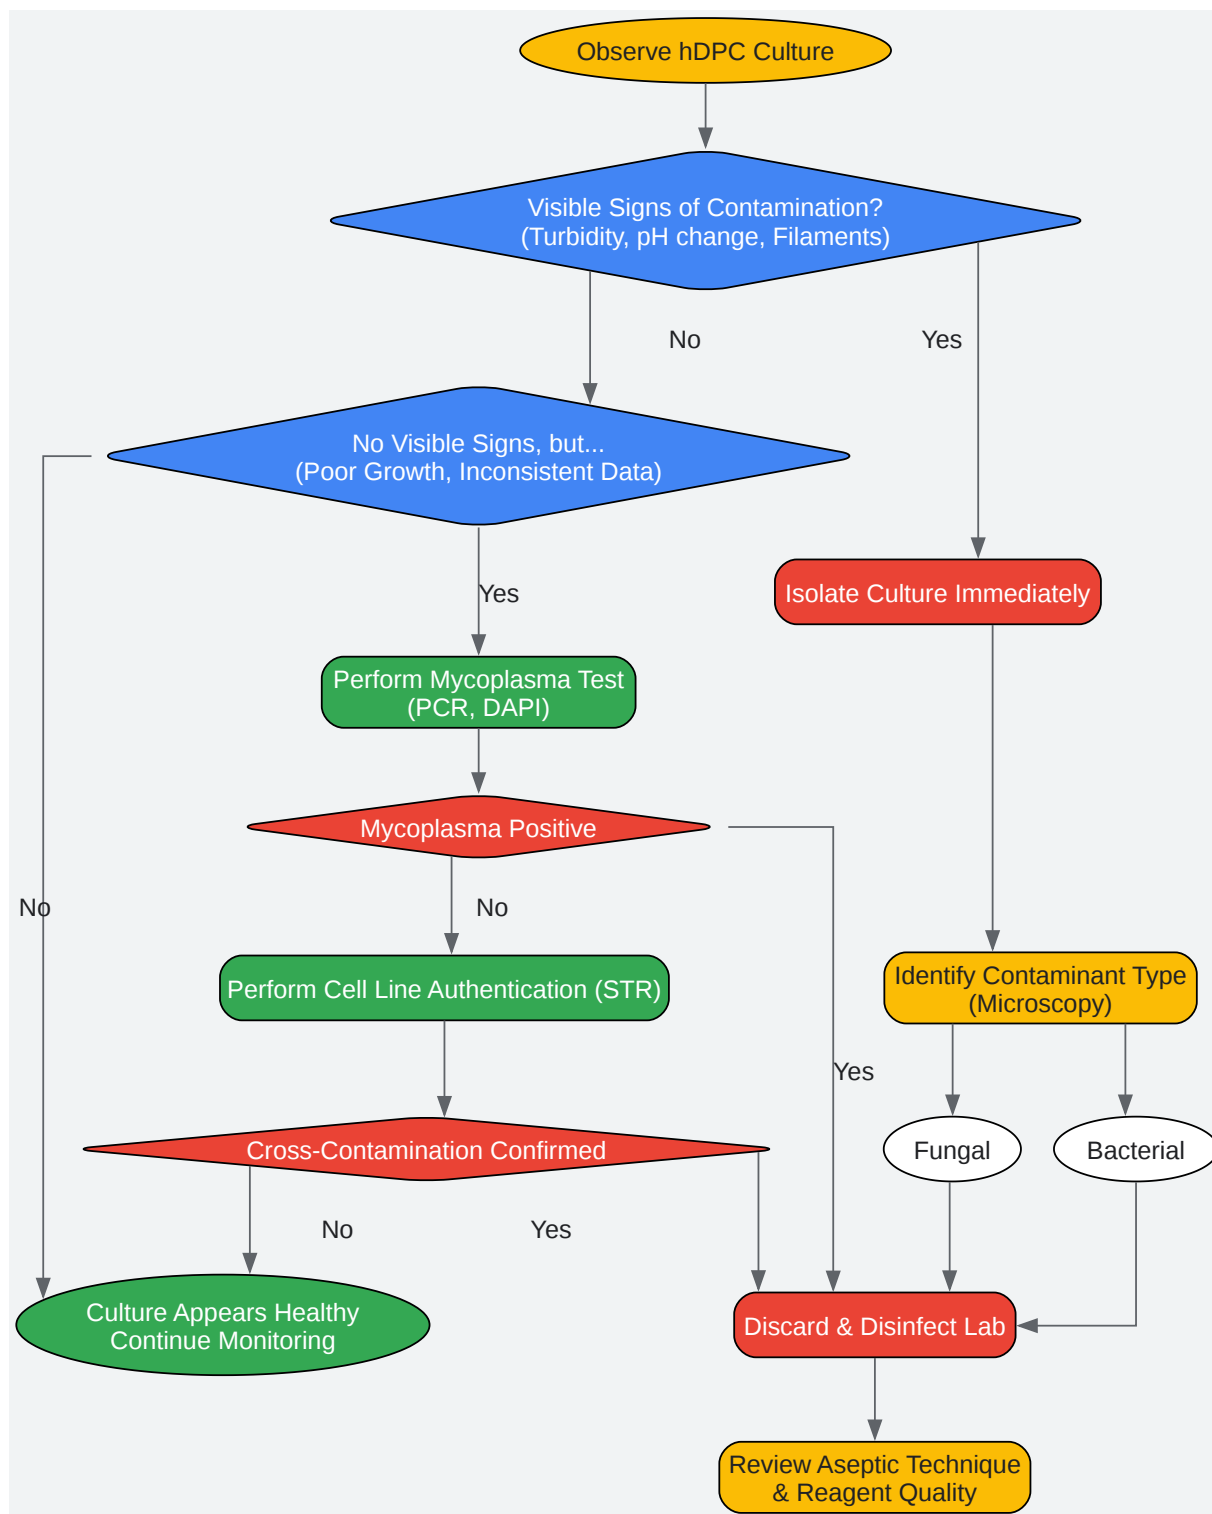 Observe hDPC Culture
Visible Signs of Contamination?
(Turbidity, pH change, Filaments)
No
Yes
No Visible Signs, but...
(Poor Growth, Inconsistent Data)
Yes
Isolate Culture Immediately
Perform Mycoplasma Test
(PCR, DAPI)
Mycoplasma Positive
No
No
Perform Cell Line Authentication (STR)
Identify Contaminant Type
(Microscopy)
Yes
Cross-Contamination Confirmed
Fungal
Bacterial
No
Yes
Culture Appears Healthy
Continue Monitoring
Discard & Disinfect Lab
Review Aseptic Technique
& Reagent Quality